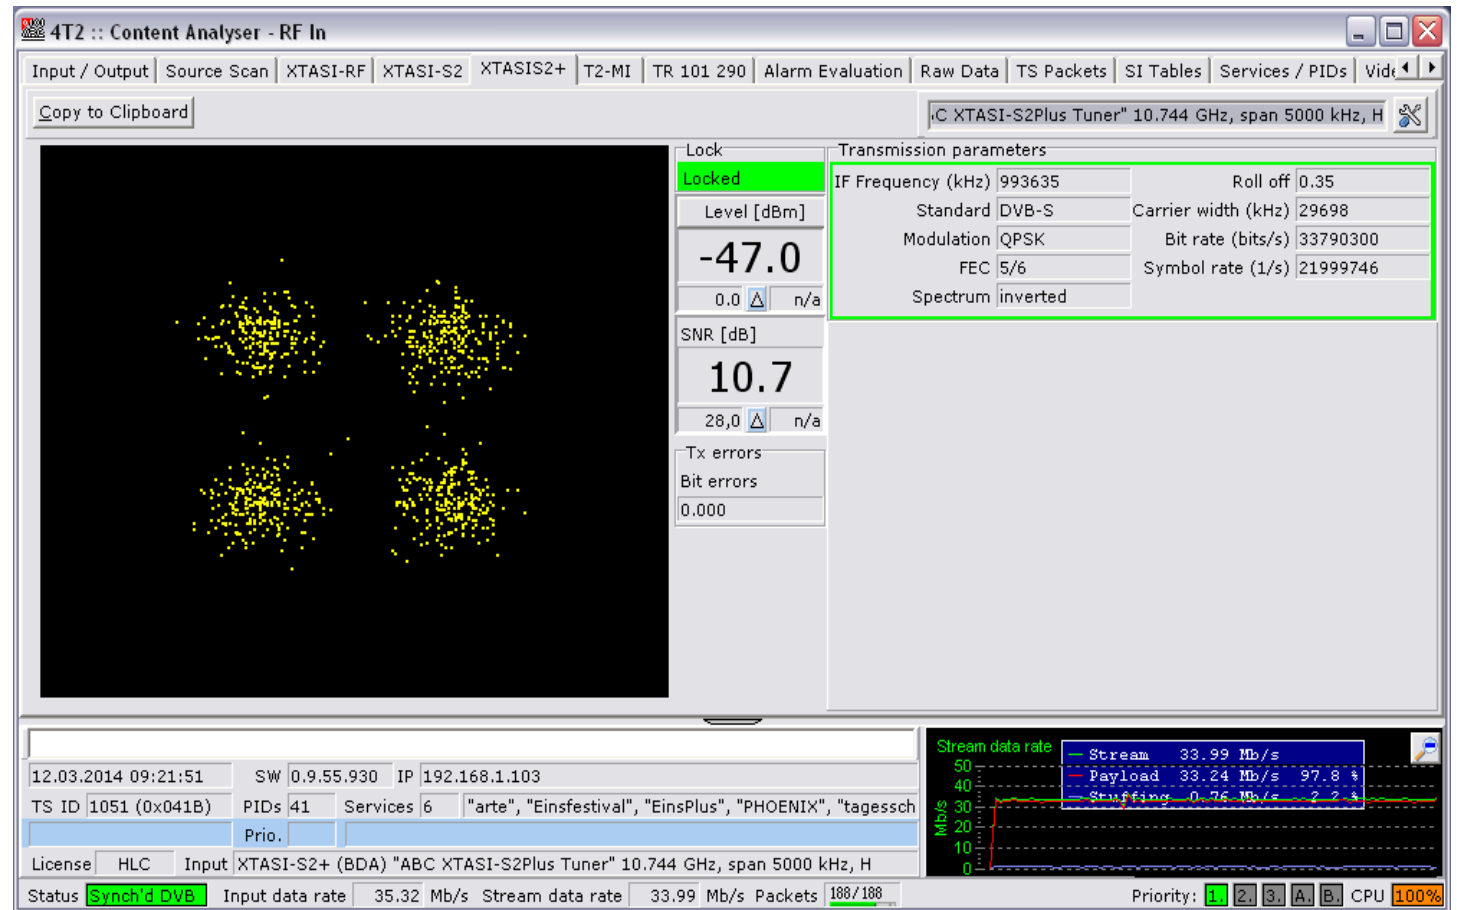 4T2 :: Content Analyser - RF In
Input / Output Source Scan XTASI-RF XTASI-S2 XTASIS2+ T2-MI TR 101 290 Alarm Evaluation Raw Data TS Packets SI Tables Services / PIDs Vide
Copy to Clipboard
C XTASI-S2Plus Tuner" 10.744 GHz, span 5000 kHz, H
Lock
Locked
Level [dBm]
-47.0
0.0 Δ n/a
SNR [dB]
10.7
28,0 Δ n/a
Tx errors
Bit errors
0.000
Transmission parameters
IF Frequency (kHz) 993635 Roll off 0.35
Standard DVB-S Carrier width (kHz) 29698
Modulation QPSK Bit rate (bits/s) 33790300
FEC 5/6 Symbol rate (1/s) 21999746
Spectrum inverted
12.03.2014 09:21:51 SW 0.9.55.930 IP 192.168.1.103
TS ID 1051 (0x041B) PIDs 41 Services 6 "arte", "Einsfestival", "EinsPlus", "PHOENIX", "tagessch
Prio.
License HLC Input XTASI-S2+ (BDA) "ABC XTASI-S2Plus Tuner" 10.744 GHz, span 5000 kHz, H
Stream data rate
Stream 33.99 Mb/s
Payload 33.24 Mb/s 97.8 %
Stuffing 0.76 Mb/s 2.2 %
Mb/s
50
40
30
20
10
0
Status Synch'd DVB Input data rate 35.32 Mb/s Stream data rate 33.99 Mb/s Packets 188/188 Priority: 1. 2. 3. A. B. CPU 100%